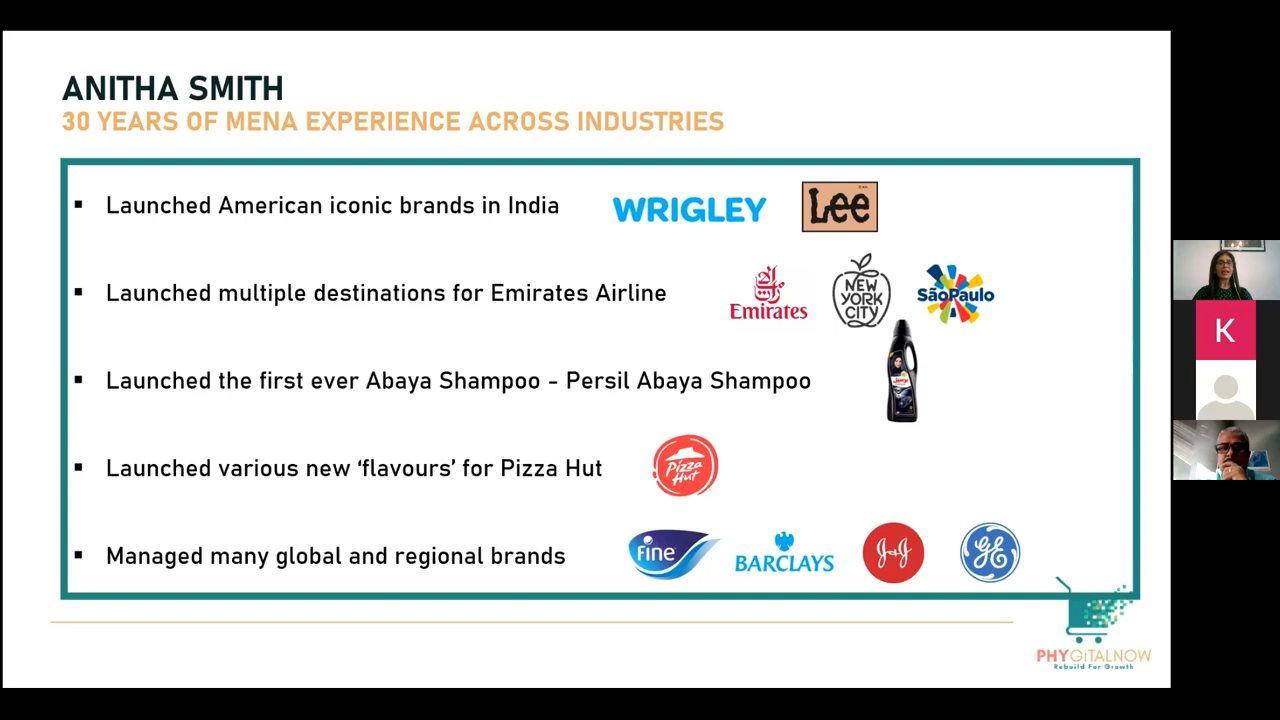 ANITHA SMITH
30 YEARS OF MENA EXPERIENCE ACROSS INDUSTRIES
▪ Launched American iconic brands in India
WRIGLEY
Lee
▪ Launched multiple destinations for Emirates Airline
Emirates
NEW
YORK
CITY
SãoPaulo
▪ Launched the first ever Abaya Shampoo - Persil Abaya Shampoo
▪ Launched various new ‘flavours’ for Pizza Hut
Pizza
Hut
▪ Managed many global and regional brands
fine
BARCLAYS
J&J
GE
PHYGITALNOW
Rebuild For Growth
K